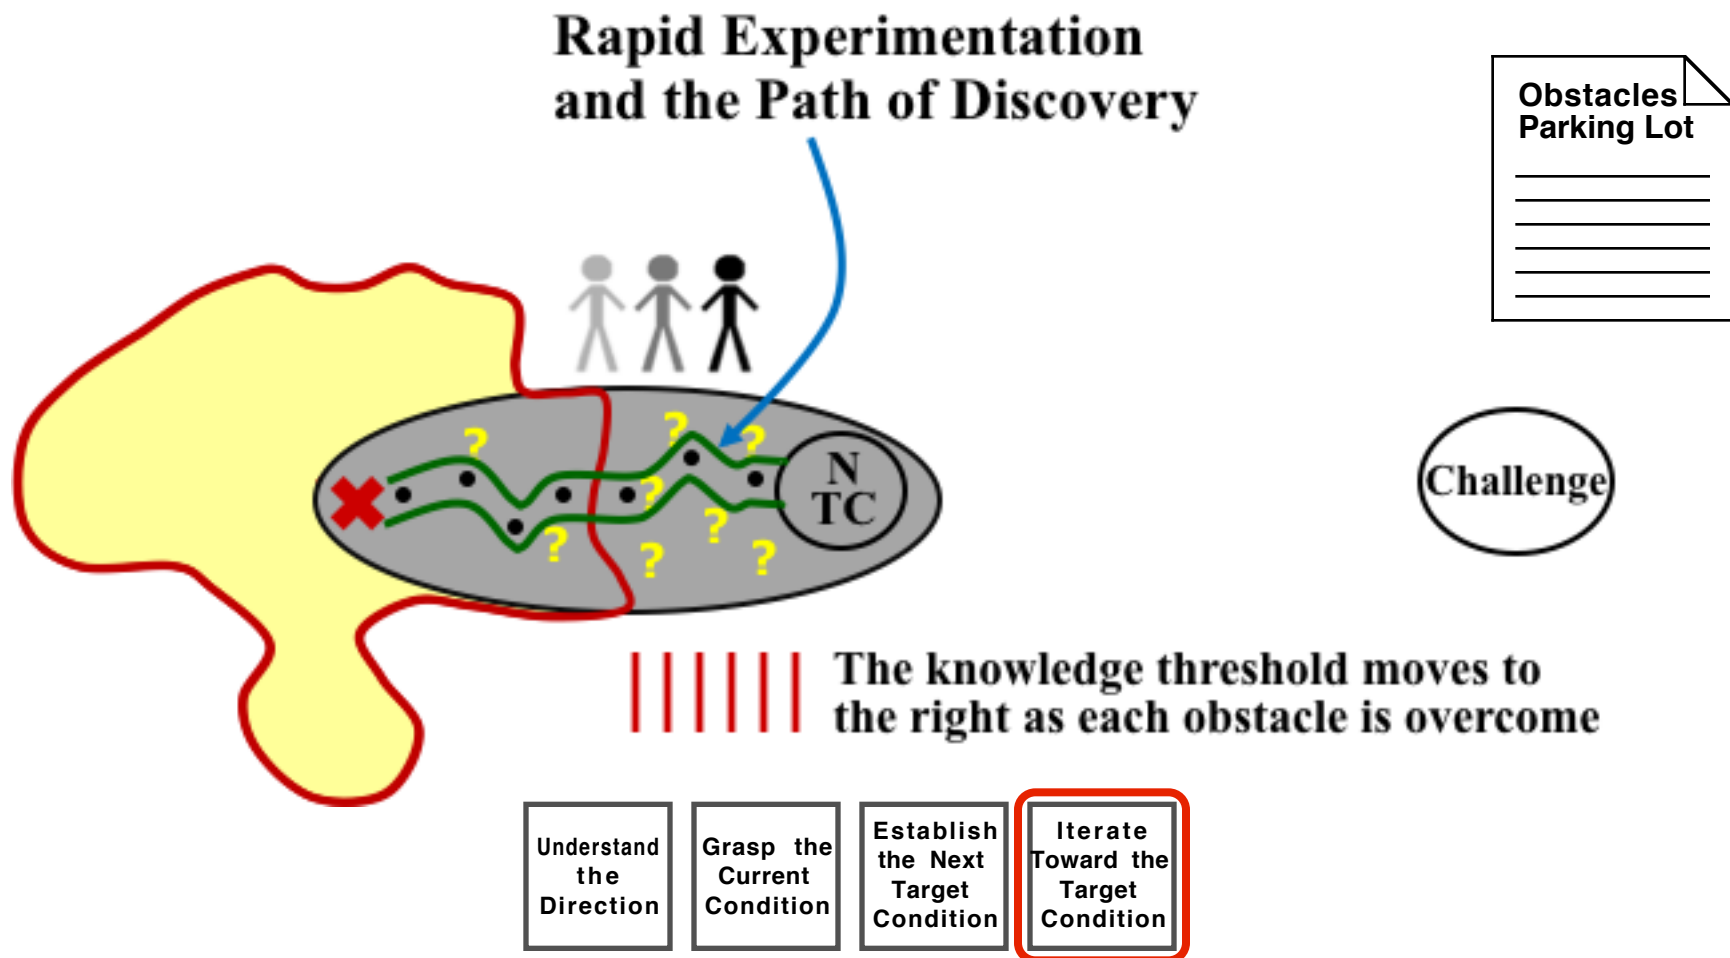 Rapid Experimentation
and the Path of Discovery
Obstacles
Parking Lot
?
?
?
?
?
?
?
?
N
TC
Challenge
The knowledge threshold moves to
the right as each obstacle is overcome
Understand
the
Direction
Grasp the
Current
Condition
Establish
the Next
Target
Condition
Iterate
Toward the
Target
Condition